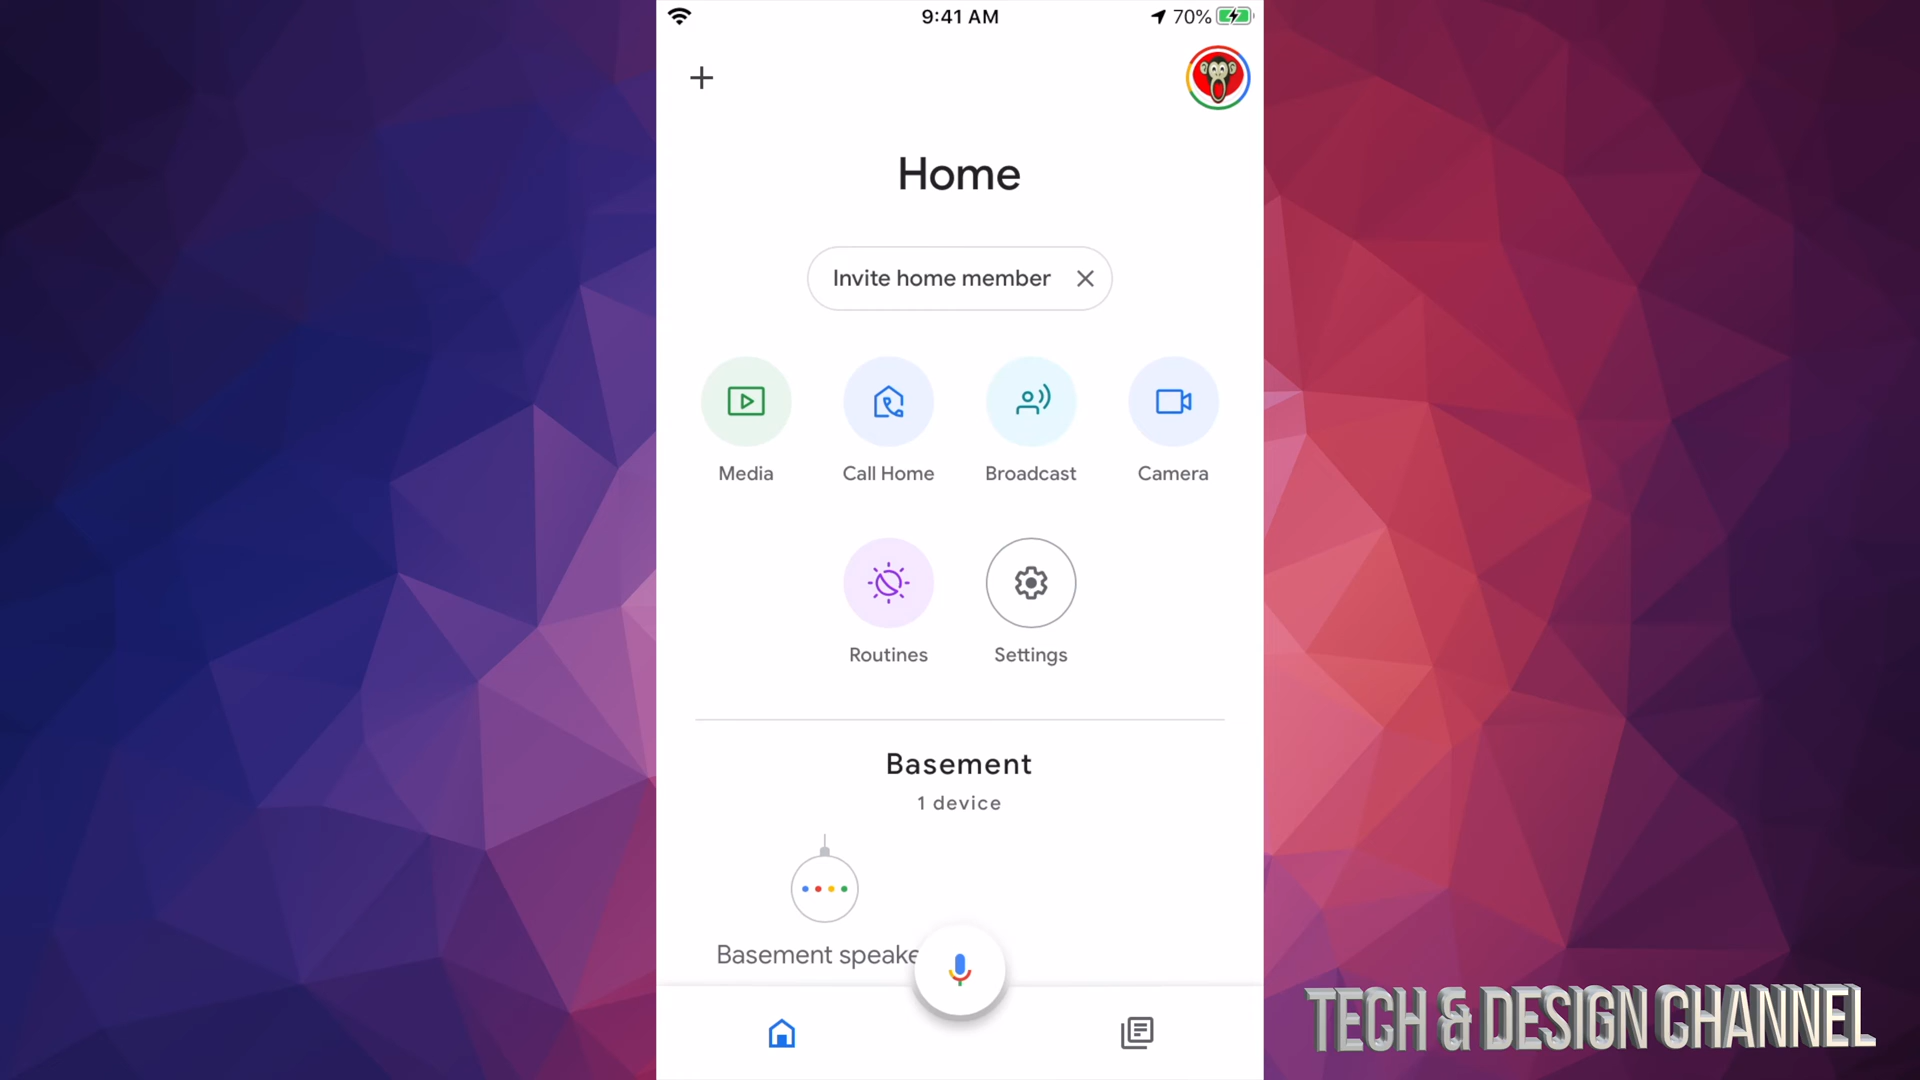 9:41 AM
70%
Home
Invite home member
Media
Call Home
Broadcast
Camera
Routines
Settings
Basement
1 device
Basement speake
TECH & DESIGN CHANNEL